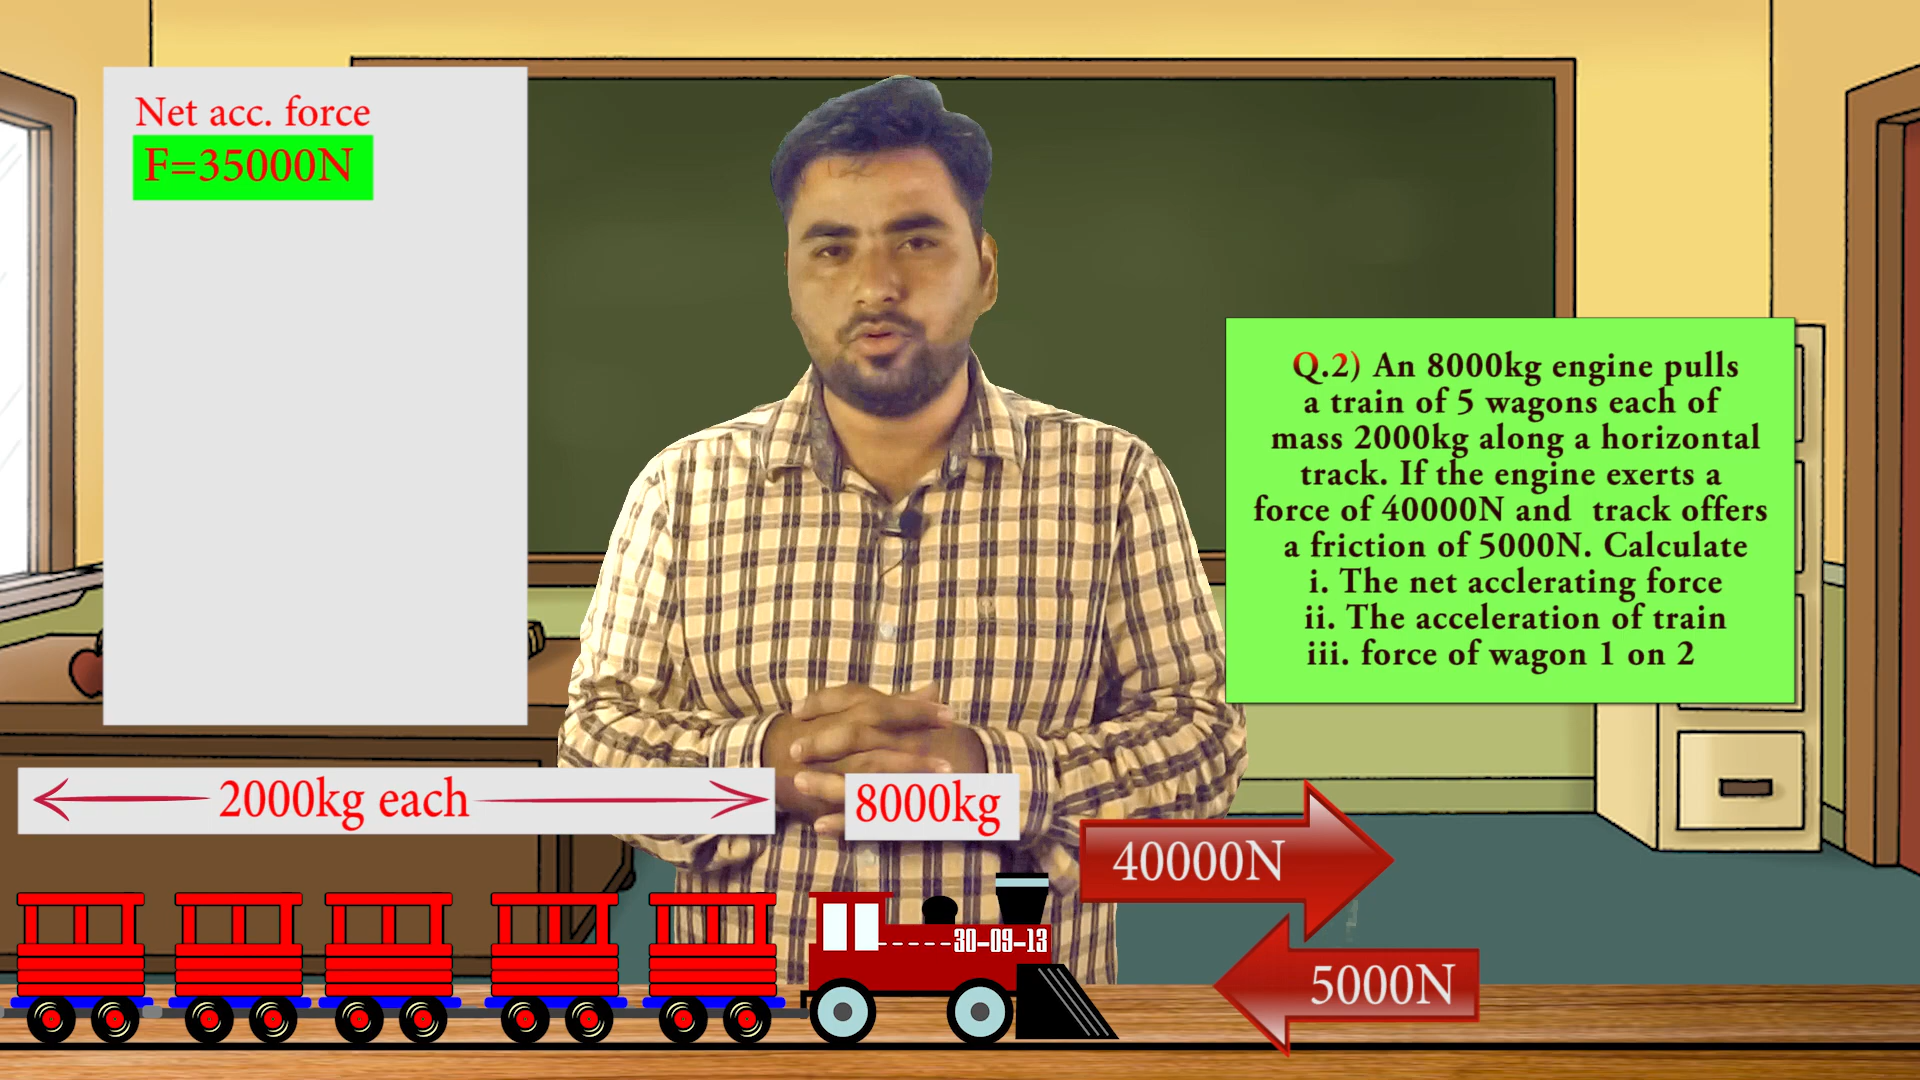 Net acc. force
F=35000N
Q.2) An 8000kg engine pulls
a train of 5 wagons each of
mass 2000kg along a horizontal
track. If the engine exerts a
force of 40000N and track offers
a friction of 5000N. Calculate
i. The net acclerating force
ii. The acceleration of train
iii. force of wagon 1 on 2
2000kg each
8000kg
40000N
30-09-13
5000N